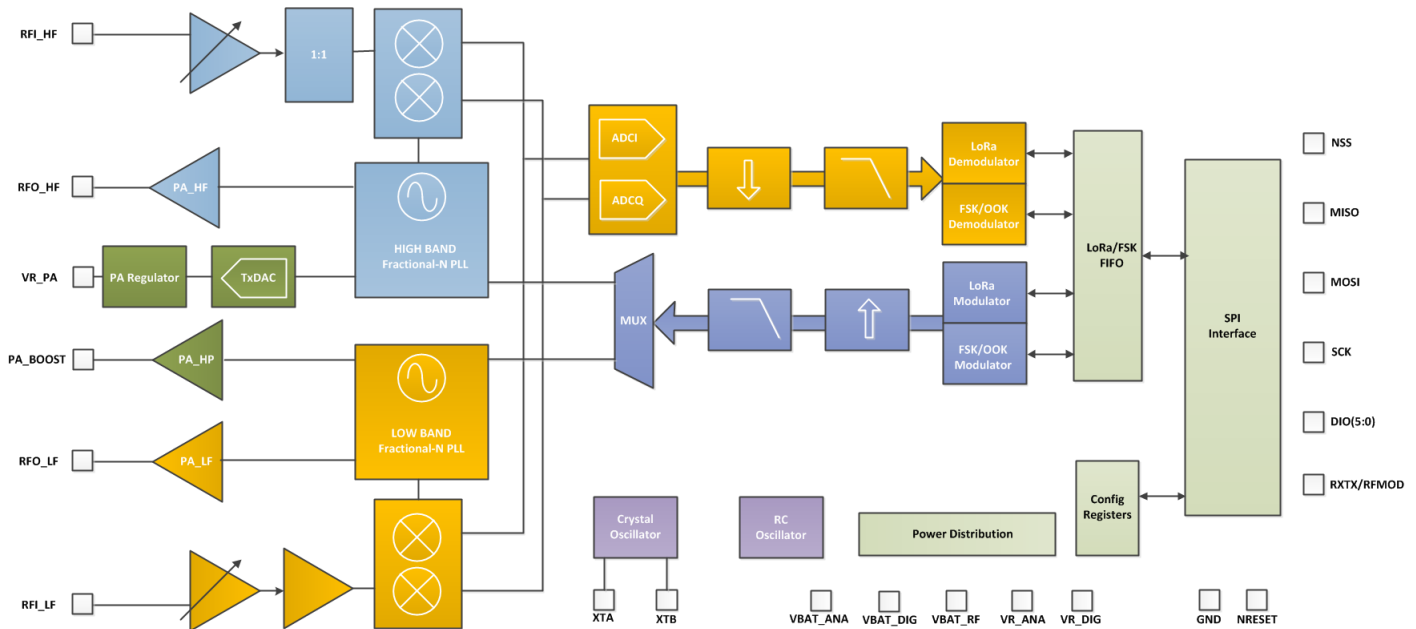 RFI_HF
1:1
RFO_HF
PA_HF
HIGH BAND
Fractional-N PLL
VR_PA
PA Regulator
TxDAC
PA_BOOST
PA_HP
LOW BAND
Fractional-N PLL
RFO_LF
PA_LF
RFI_LF
ADCI
ADCQ
MUX
LoRa
Demodulator
FSK/OOK
Demodulator
LoRa
Modulator
FSK/OOK
Modulator
LoRa/FSK
FIFO
SPI
Interface
NSS
MISO
MOSI
SCK
DIO(5:0)
RXTX/RFMOD
Crystal
Oscillator
RC
Oscillator
Power Distribution
Config
Registers
XTA
XTB
VBAT_ANA
VBAT_DIG
VBAT_RF
VR_ANA
VR_DIG
GND
NRESET